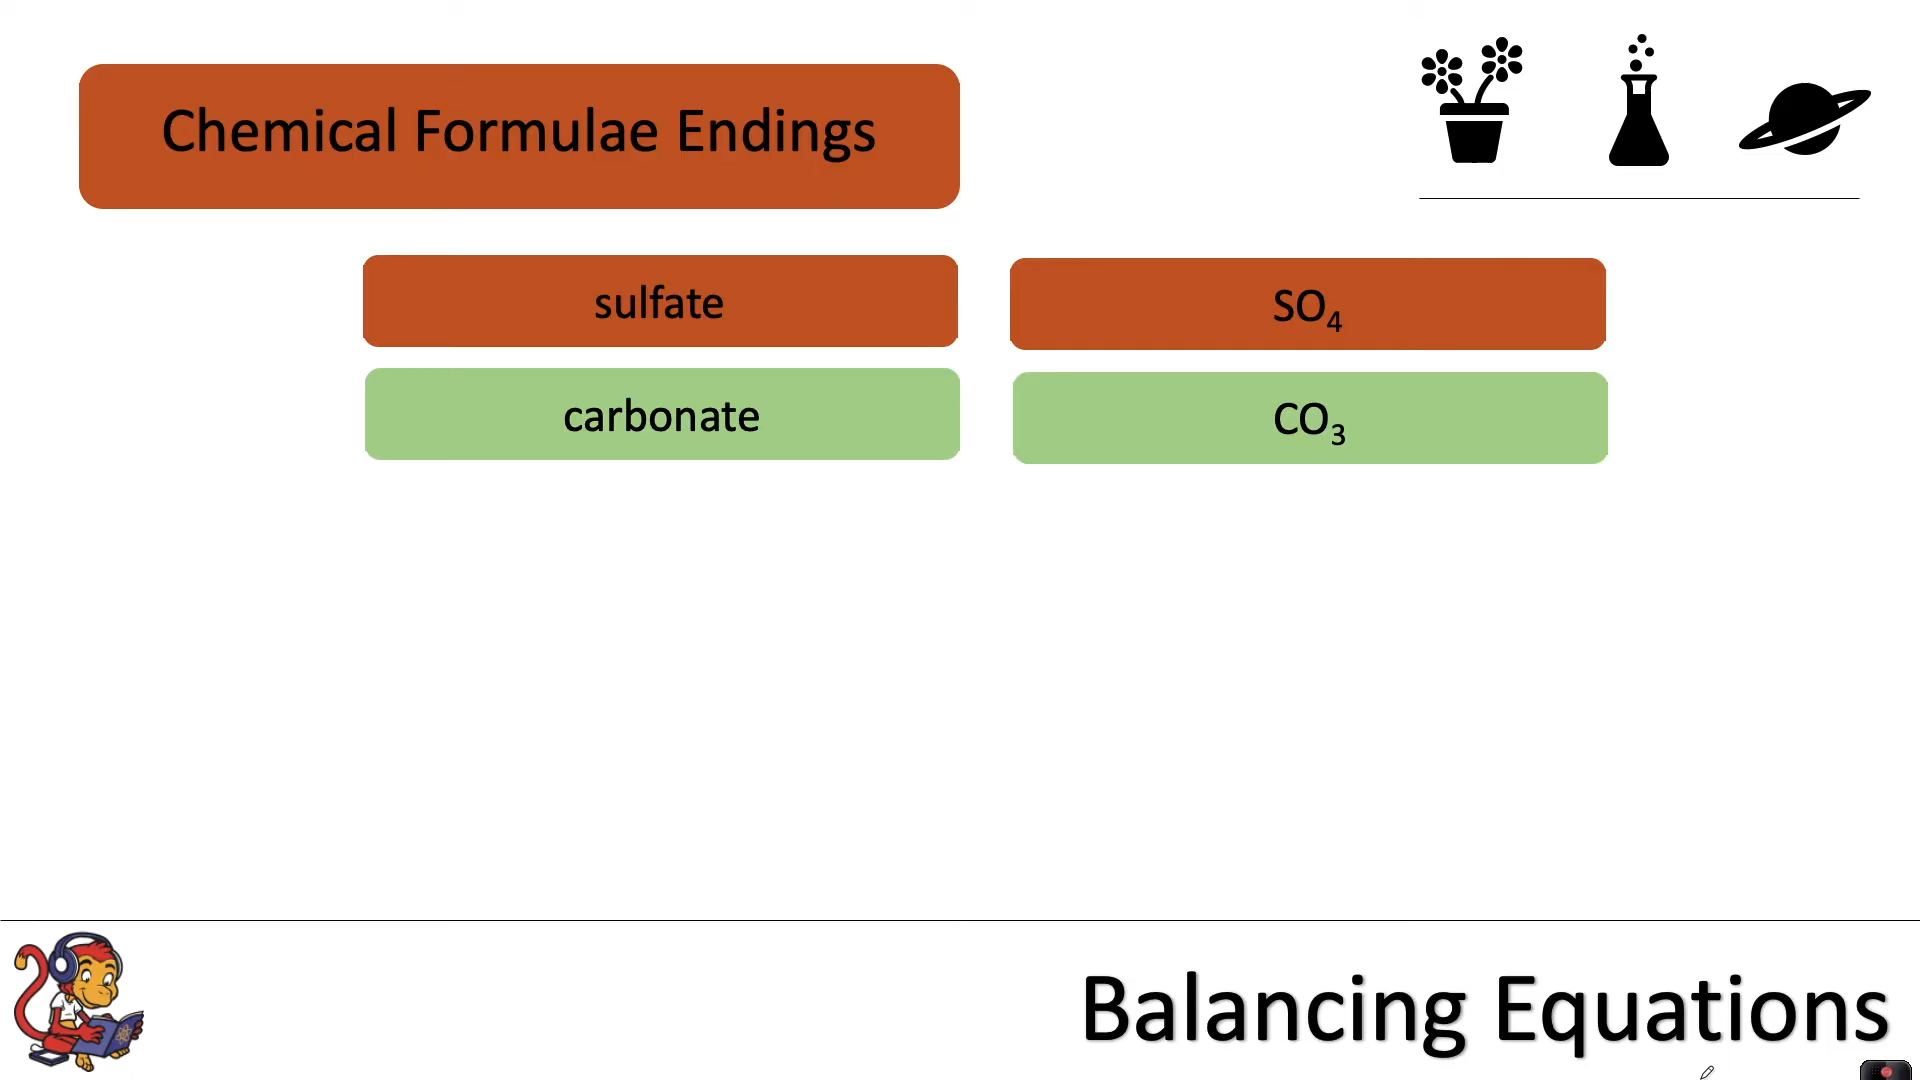 Chemical Formulae Endings
sulfate
SO₄
carbonate
CO₃
Balancing Equations